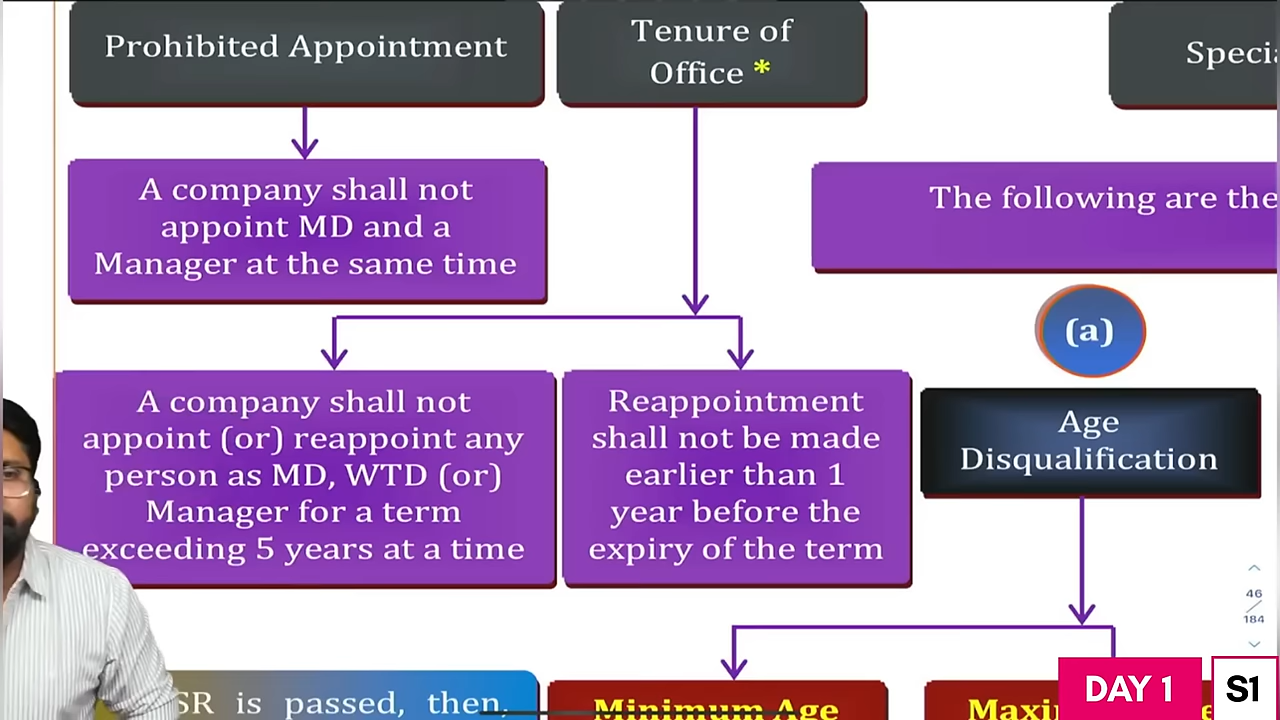 Prohibited Appointment
Tenure of
Office *
A company shall not
appoint MD and a
Manager at the same time
The following are the
(a)
A company shall not
appoint (or) reappoint any
person as MD, WTD (or)
Manager for a term
exceeding 5 years at a time
Reappointment
shall not be made
earlier than 1
year before the
expiry of the term
Age
Disqualification
46
184
SR is passed, then,
Minimum Age
DAY 1
S1